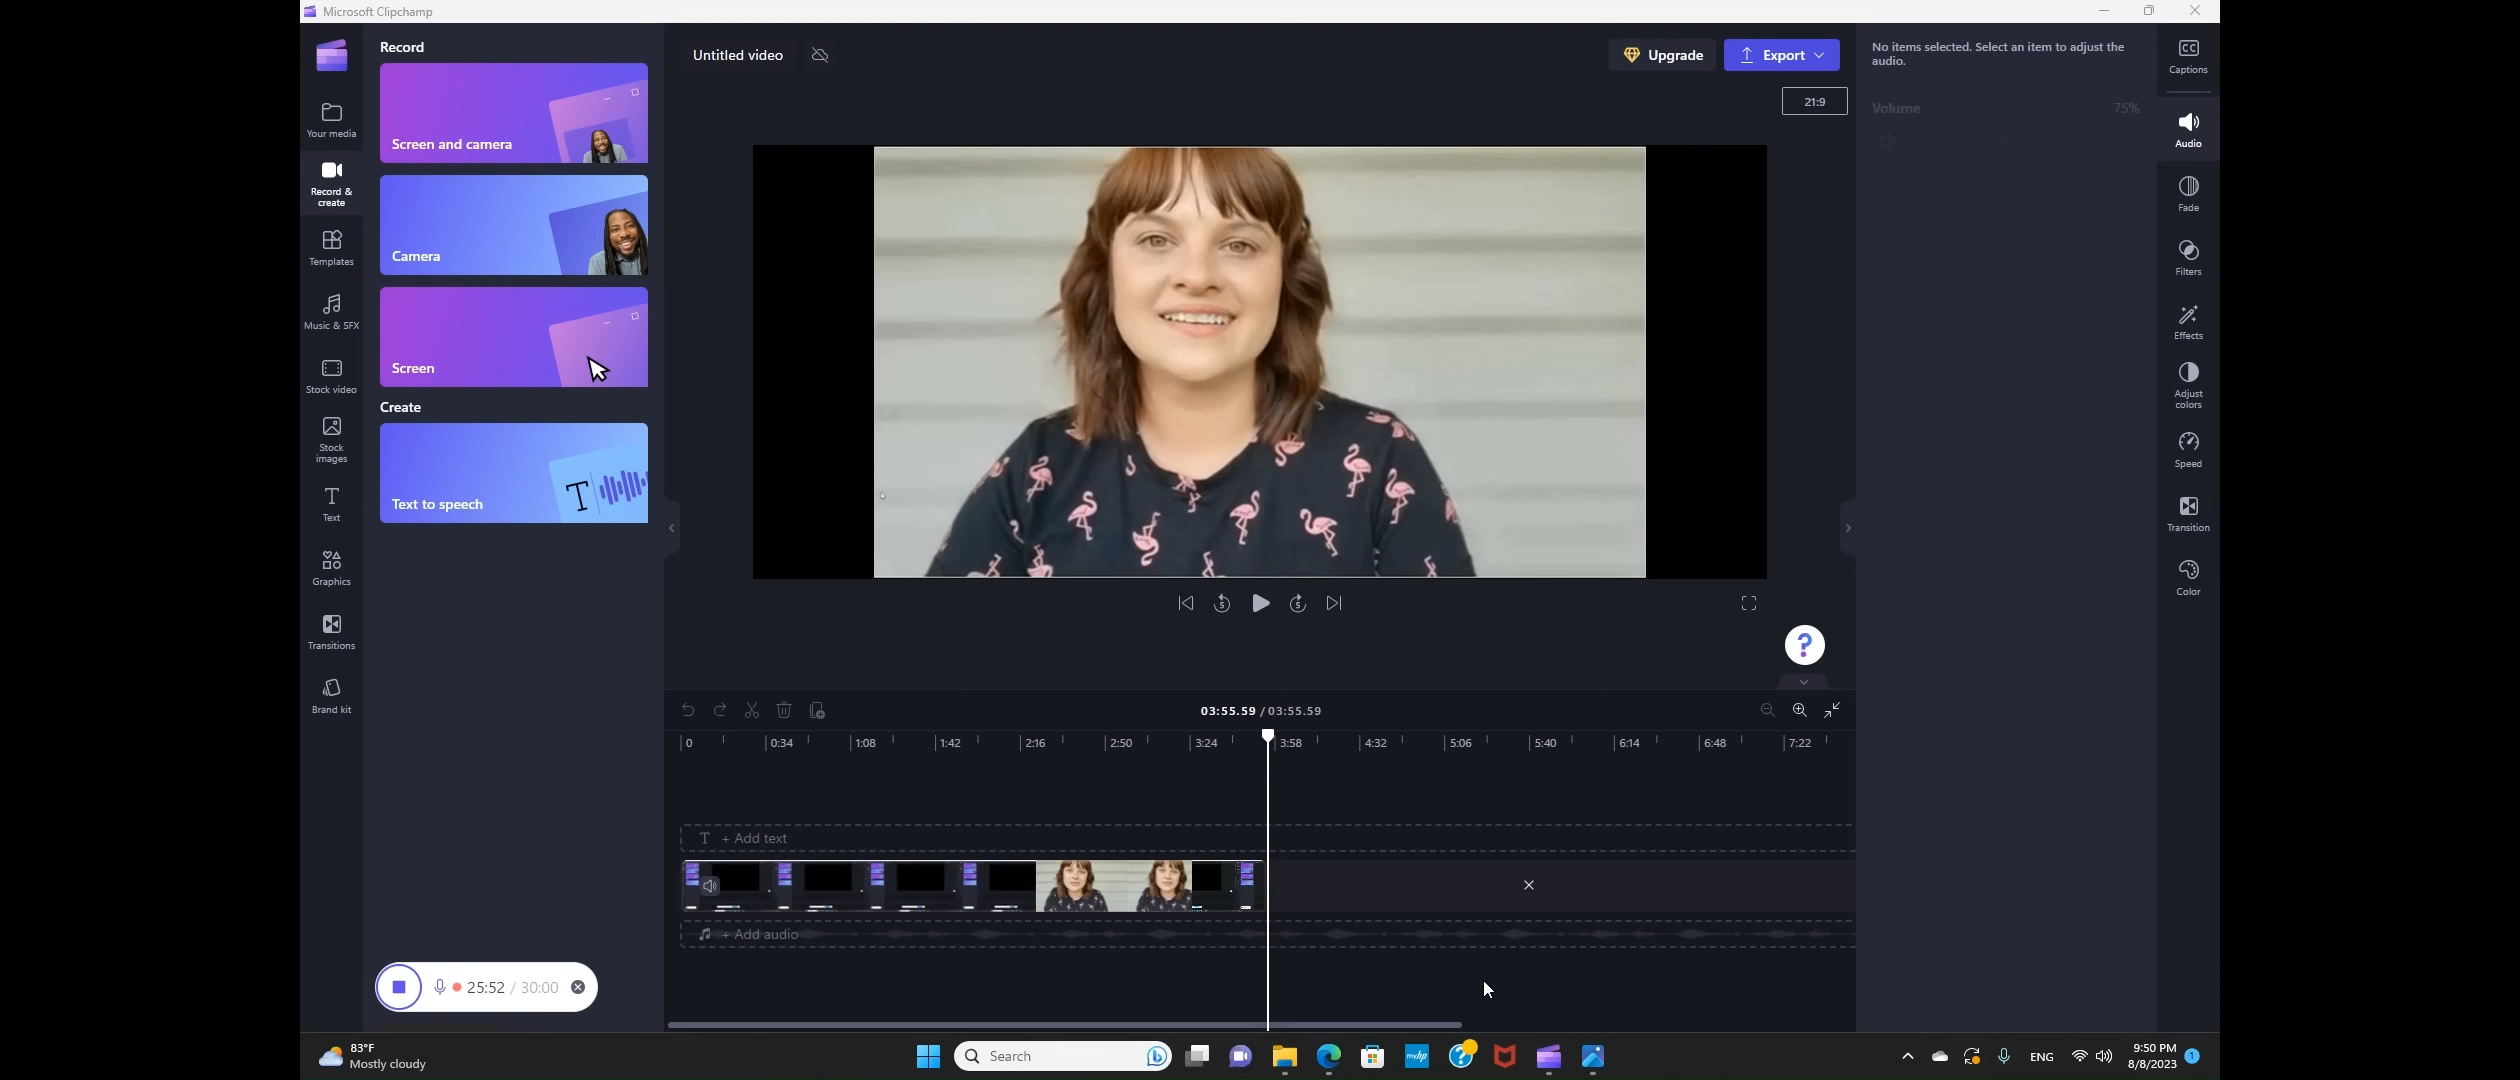 Microsoft Clipchamp
Record
Screen and camera
Camera
Screen
Create
Text to speech
Your media
Record &
create
Templates
Music & SFX
Stock video
Stock
images
Text
Graphics
Transitions
Brand kit
Untitled video
Upgrade
Export
21:9
No items selected. Select an item to adjust the
audio.
Volume
75%
Captions
Audio
Fade
Filters
Effects
Adjust
colors
Speed
Transition
Color
03:55.59 / 03:55.59
0 0:34 1:08 1:42 2:16 2:50 3:24 3:58 4:32 5:06 5:40 6:14 6:48 7:22
T + Add text
+ Add audio
25:52 / 30:00
83°F
Mostly cloudy
Search
myhp
ENG
9:50 PM
8/8/2023
1